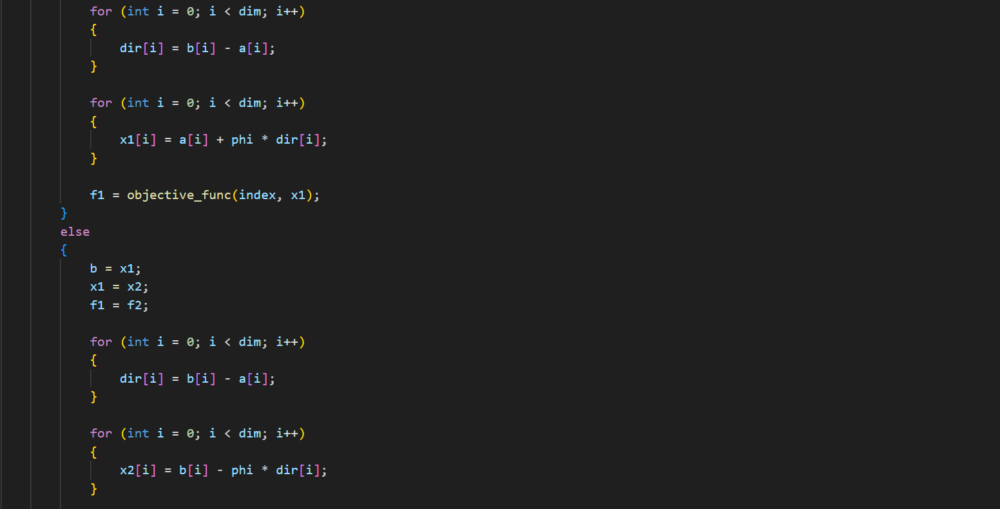 for (int i = 0; i < dim; i++)
{
dir[i] = b[i] - a[i];
}
for (int i = 0; i < dim; i++)
{
x1[i] = a[i] + phi * dir[i];
}
f1 = objective_func(index, x1);
}
else
{
b = x1;
x1 = x2;
f1 = f2;
for (int i = 0; i < dim; i++)
{
dir[i] = b[i] - a[i];
}
for (int i = 0; i < dim; i++)
{
x2[i] = b[i] - phi * dir[i];
}